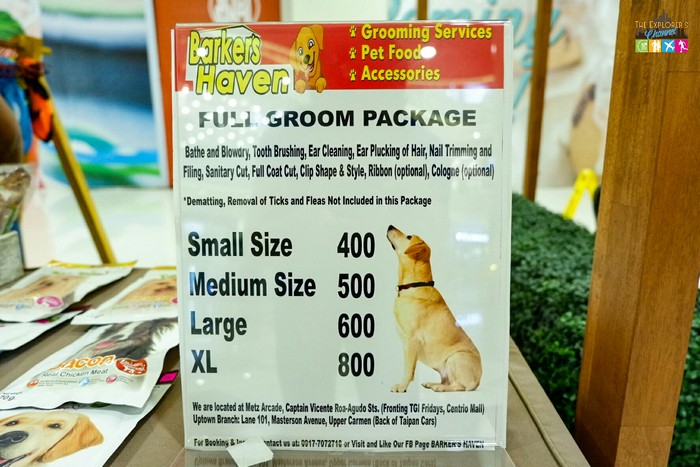 THE EXPLORER'S
Channel
Barker's
Haven
Grooming Services
Pet Food
Accessories
FULL GROOM PACKAGE
Bathe and Blowdry, Tooth Brushing, Ear Cleaning, Ear Plucking of Hair, Nail Trimming and
Filing, Sanitary Cut, Full Coat Cut, Clip Shape & Style, Ribbon (optional), Cologne (optional)
*Dematting, Removal of Ticks and Fleas Not Included in this Package
Small Size 400
Medium Size 500
Large 600
XL 800
We are located at Metz Arcade, Captain Vicente Roa-Agudo Sts. (Fronting TGI Fridays, Centrio Mall)
Uptown Branch: Lane 101, Masterson Avenue, Upper Carmen (Back of Taipan Cars)
For Booking & contact us at: or Visit and Like Our FB Page BARKER'S HAVEN
Real Chicken Meat